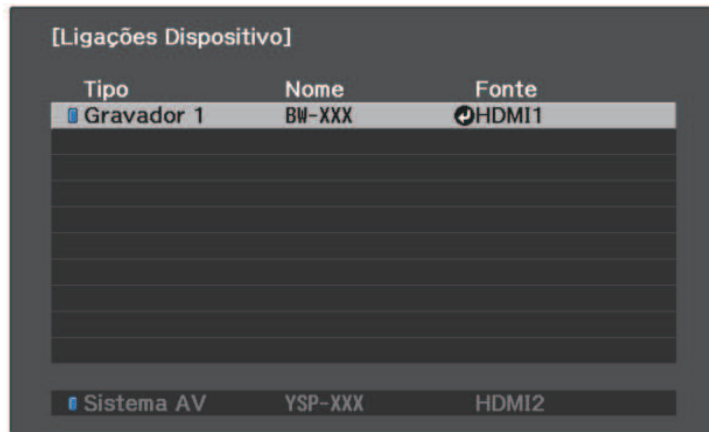 [Ligações Dispositivo]
Tipo Nome Fonte
Gravador 1 BW-XXX HDMI1
Sistema AV YSP-XXX HDMI2